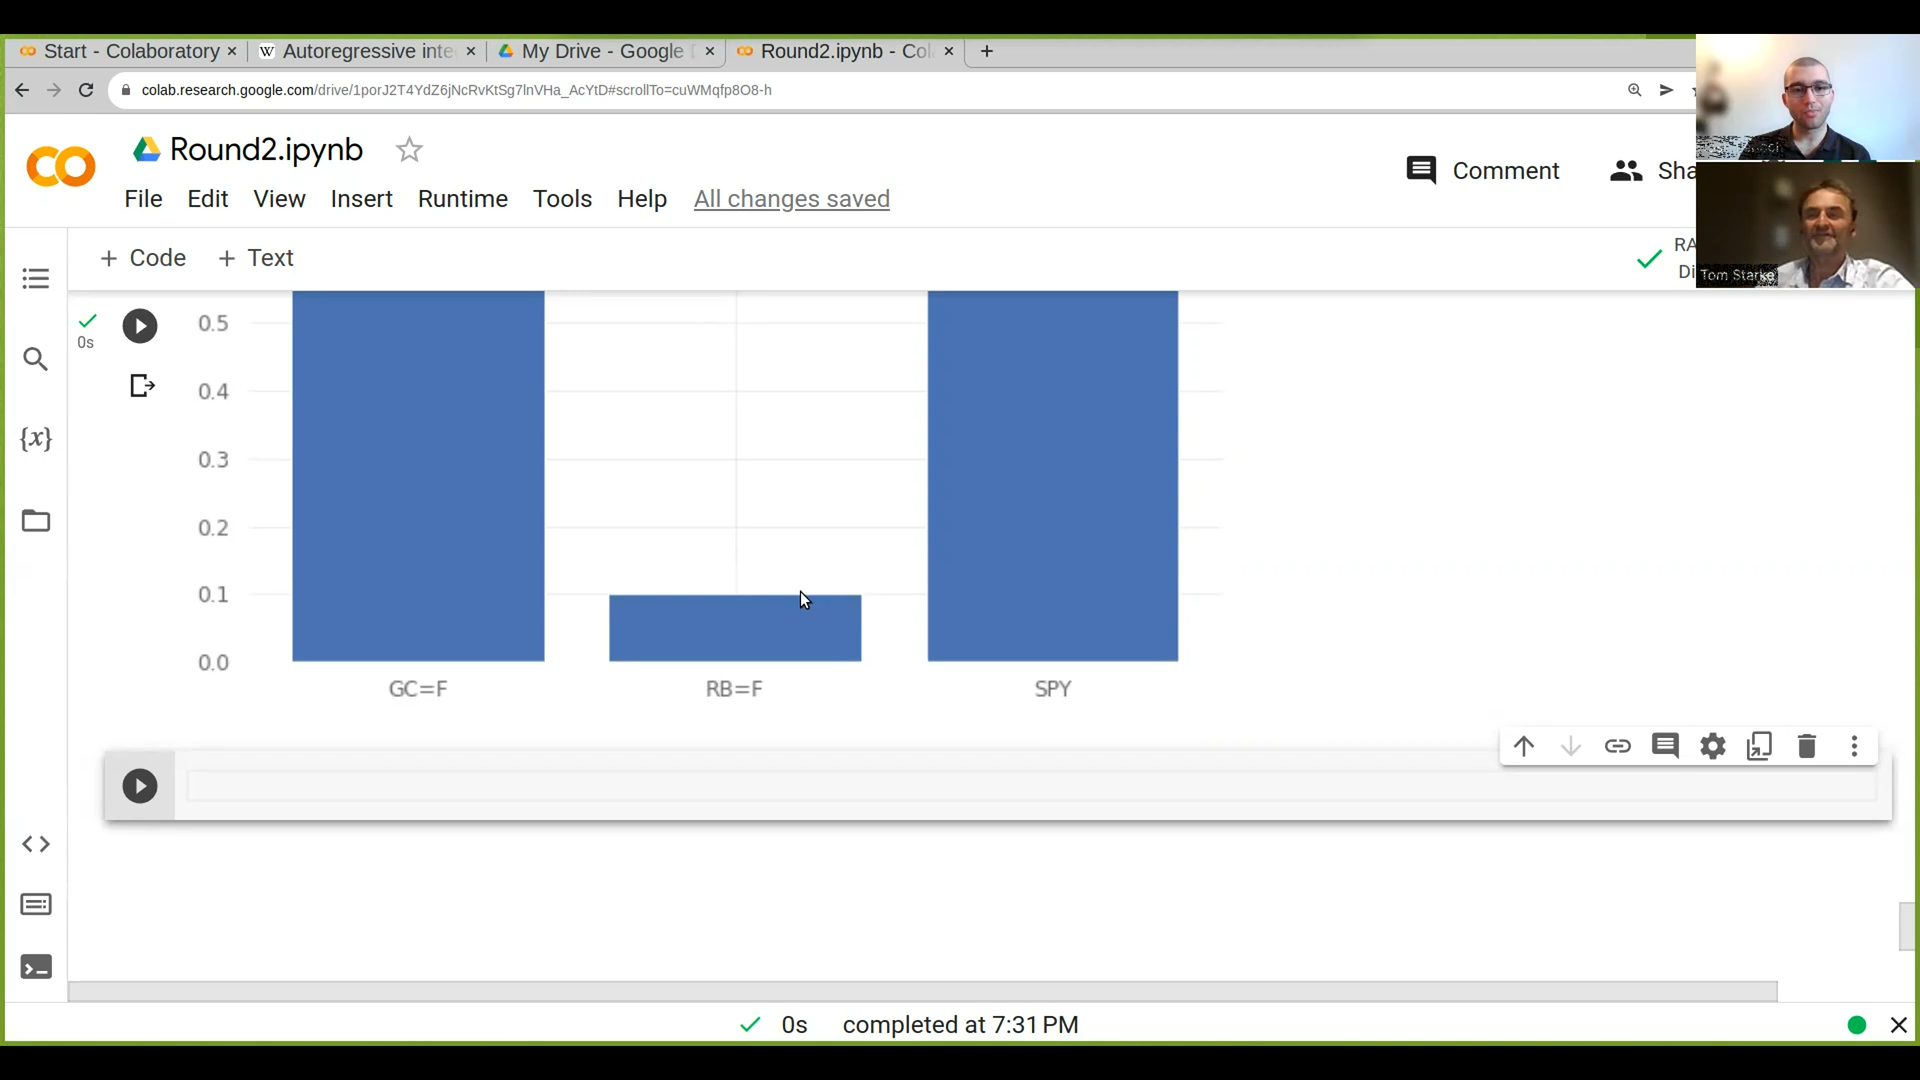 Start - Colaboratory
Autoregressive inte
My Drive - Google
Round2.ipynb - Col
colab.research.google.com/drive/1porJ2T4YdZ6jNcRvKtSg7lnVHa_AcYtD#scrollTo=cuWMqfp8O8-h
Round2.ipynb
File Edit View Insert Runtime Tools Help All changes saved
Comment
Sha
+ Code + Text
RA
Di
Tom Starke
0s
0.5
0.4
0.3
0.2
0.1
0.0
GC=F RB=F SPY
{x}
0s completed at 7:31 PM